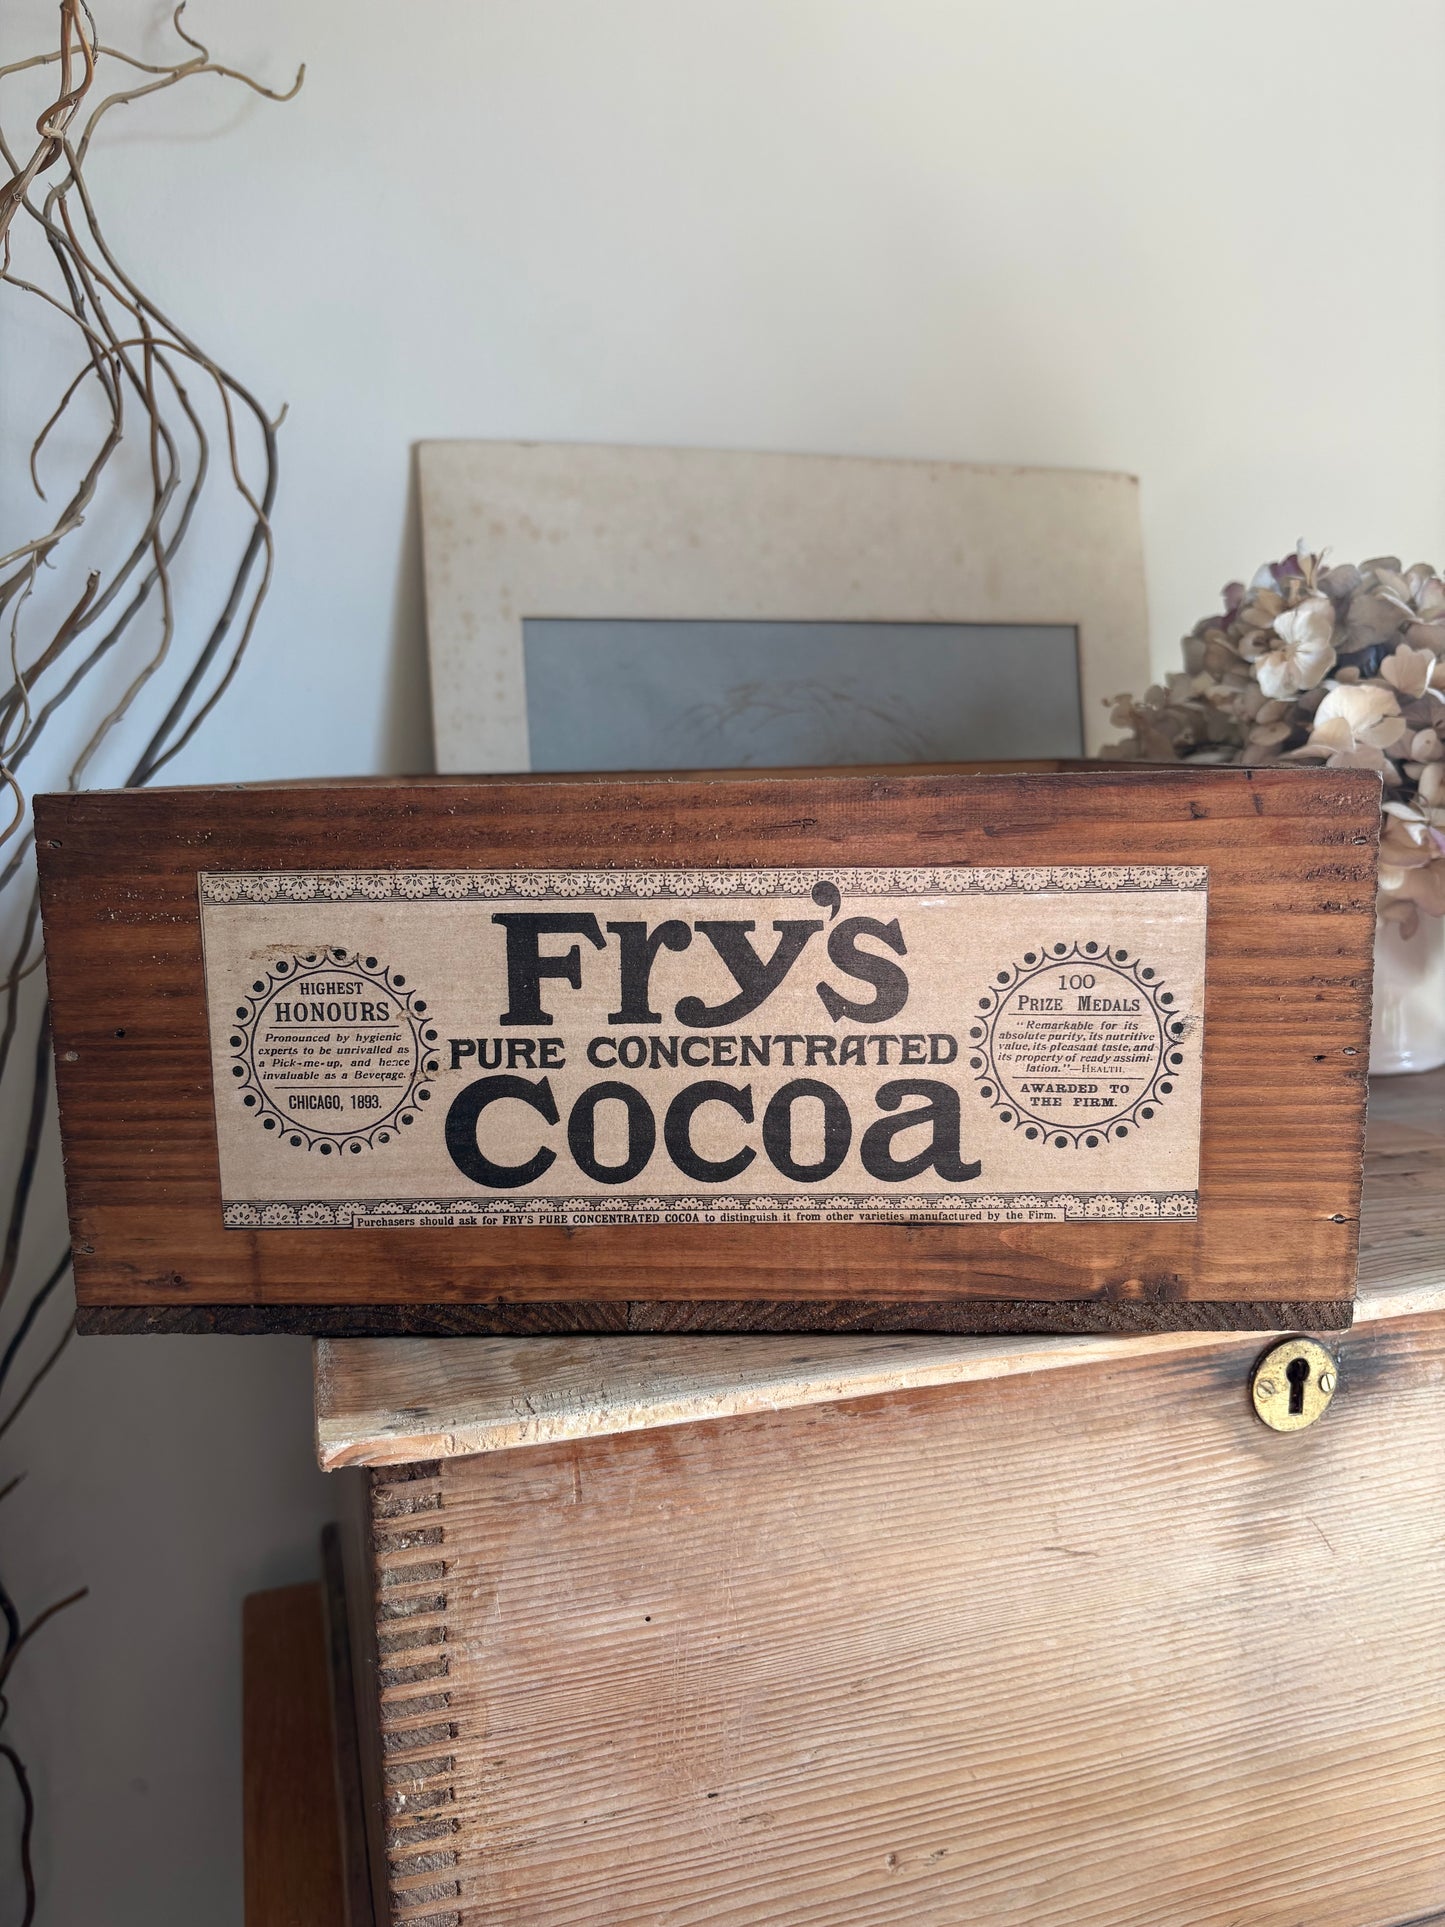 Fry's
PURE CONCENTRATED
Cocoa
HIGHEST
HONOURS
Pronounced by hygienic
experts to be unrivalled as
a Pick-me-up, and hence
invaluable as a Beverage.
CHICAGO, 1893.
100
PRIZE MEDALS
"Remarkable for its
absolute purity, its nutritive
value, its pleasant taste, and
its property of ready assimi-
lation."—HEALTH.
AWARDED TO
THE FIRM.
Purchasers should ask for FRY'S PURE CONCENTRATED COCOA to distinguish it from other varieties manufactured by the Firm.